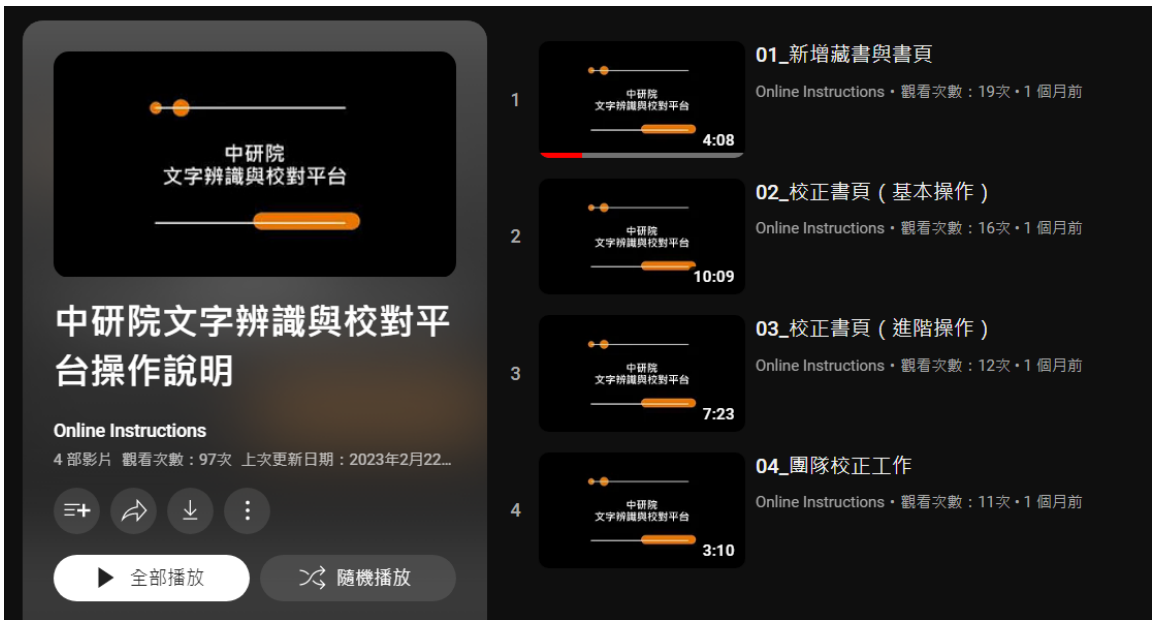 中研院
文字辨識與校對平台
中研院文字辨識與校對平
台操作說明
Online Instructions
4 部影片 觀看次數：97次 上次更新日期：2023年2月22...
全部播放
隨機播放
1
中研院
文字辨識與校對平台
4:08
01_新增藏書與書頁
Online Instructions • 觀看次數：19次 • 1 個月前
2
中研院
文字辨識與校對平台
10:09
02_校正書頁（基本操作）
Online Instructions • 觀看次數：16次 • 1 個月前
3
中研院
文字辨識與校對平台
7:23
03_校正書頁（進階操作）
Online Instructions • 觀看次數：12次 • 1 個月前
4
中研院
文字辨識與校對平台
3:10
04_團隊校正工作
Online Instructions • 觀看次數：11次 • 1 個月前